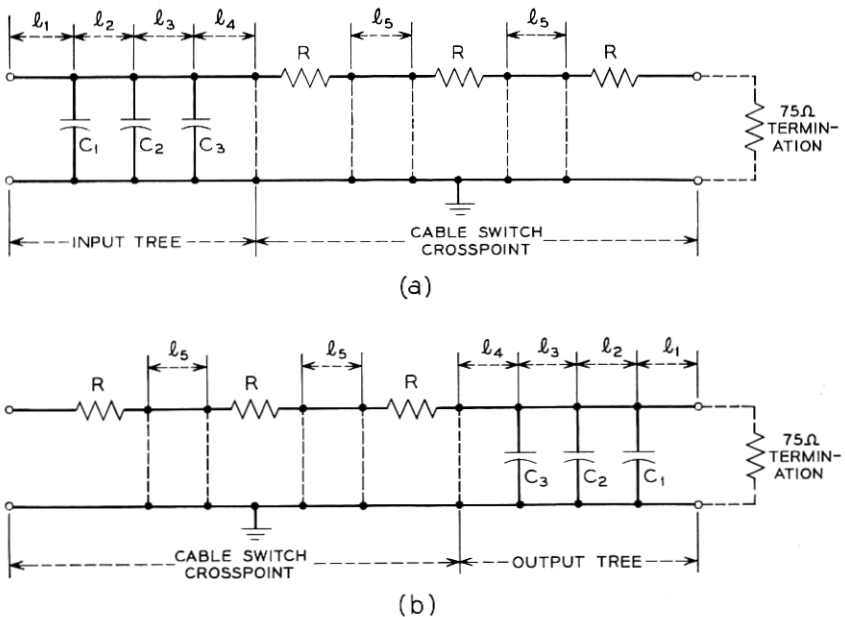 ℓ₁ ℓ₂ ℓ₃ ℓ₄ ℓ₅ ℓ₅
R R R
C₁ C₂ C₃
75Ω
TERMIN-
ATION
INPUT TREE
CABLE SWITCH
CROSSPOINT
(a)
ℓ₅ ℓ₅ ℓ₄ ℓ₃ ℓ₂ ℓ₁
R R R
C₃ C₂ C₁
75Ω
TERMIN-
ATION
CABLE SWITCH
CROSSPOINT
OUTPUT TREE
(b)